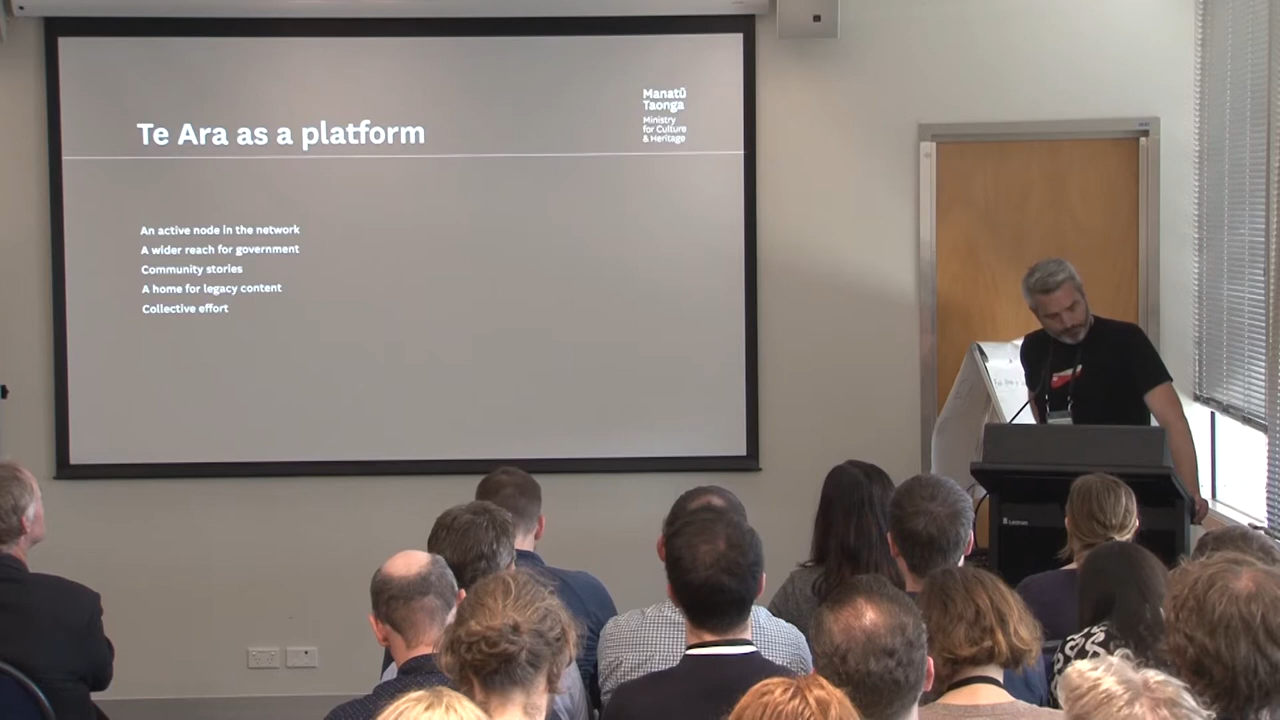 Te Ara as a platform
Manatū
Taonga
Ministry
for Culture
& Heritage
An active node in the network
A wider reach for government
Community stories
A home for legacy content
Collective effort